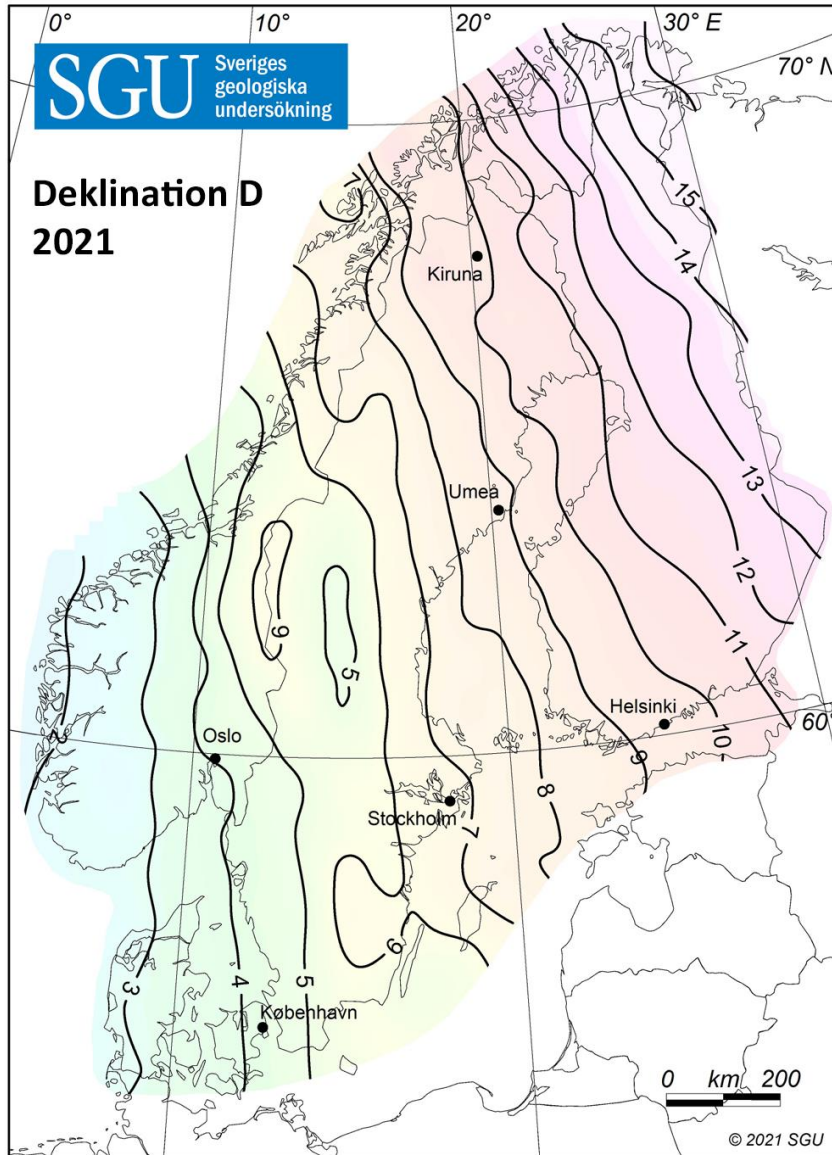 0°
10°
20°
30° E
70° N
SGU
Sveriges
geologiska
undersökning
Deklination D
2021
7
15
14
Kiruna
13
Umeå
12
6
5
11
Helsinki
Oslo
2
10
60°
9
8
Stockholm
7
6
3
4
5
København
0 km 200
© 2021 SGU